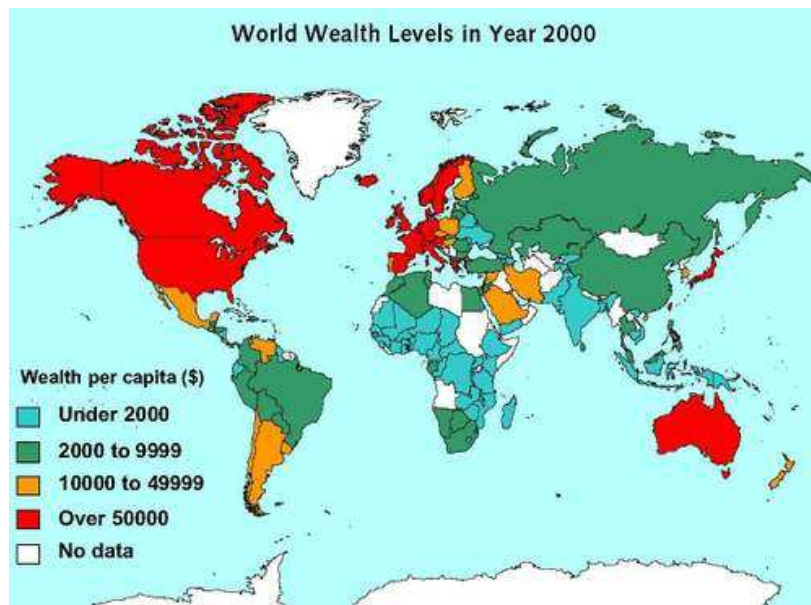 World Wealth Levels in Year 2000
Wealth per capita ($)
Under 2000
2000 to 9999
10000 to 49999
Over 50000
No data